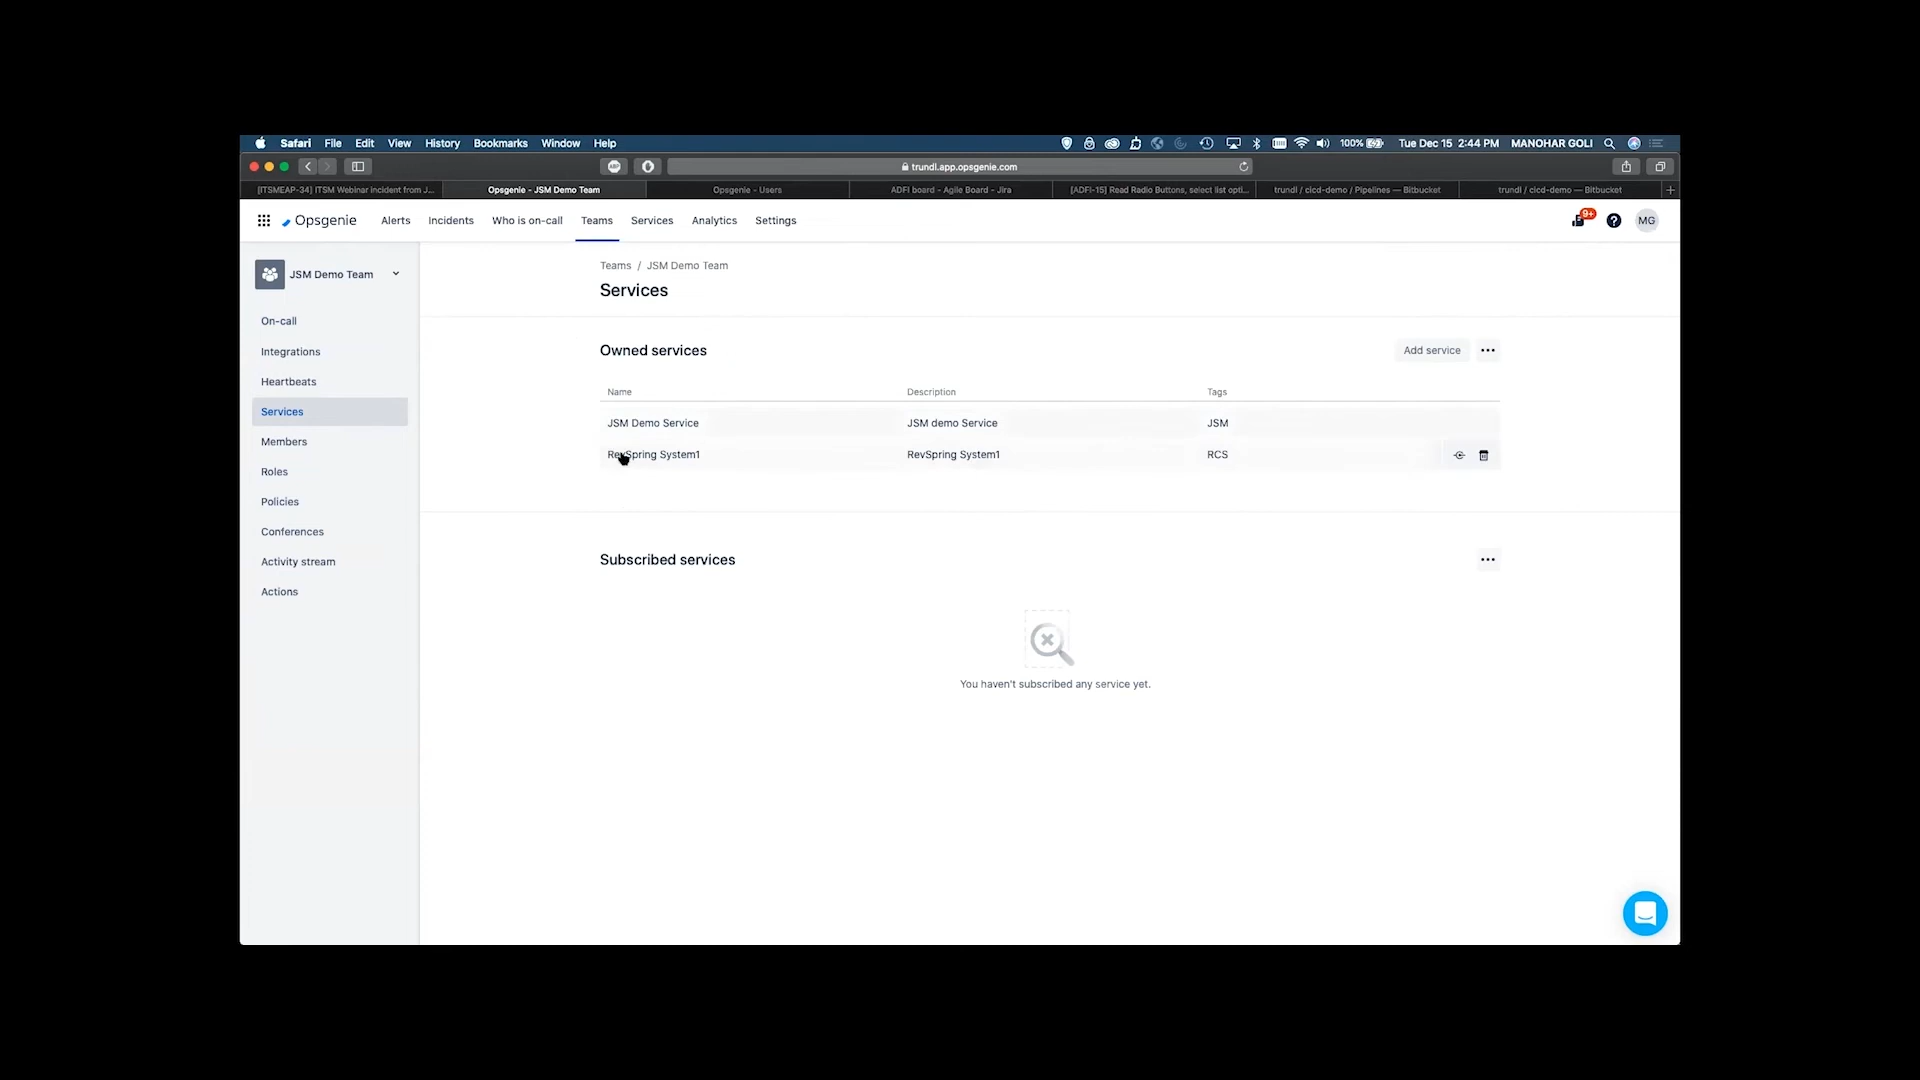 Safari File Edit View History Bookmarks Window Help 100% Tue Dec 15 2:44 PM MANOHAR GOLI
ABP trundl.app.opsgenie.com
[ITSMEAP-34] ITSM Webinar incident from J... Opsgenie - JSM Demo Team Opsgenie - Users ADFI board - Agile Board - Jira [ADFI-15] Read Radio Buttons, select list opti... trundl / cicd-demo / Pipelines — Bitbucket trundl / cicd-demo — Bitbucket
Opsgenie Alerts Incidents Who is on-call Teams Services Analytics Settings 9+ MG
JSM Demo Team
On-call
Integrations
Heartbeats
Services
Members
Roles
Policies
Conferences
Activity stream
Actions
Teams / JSM Demo Team
Services
Owned services Add service
Name Description Tags
JSM Demo Service JSM demo Service JSM
RevSpring System1 RevSpring System1 RCS
Subscribed services
You haven't subscribed any service yet.